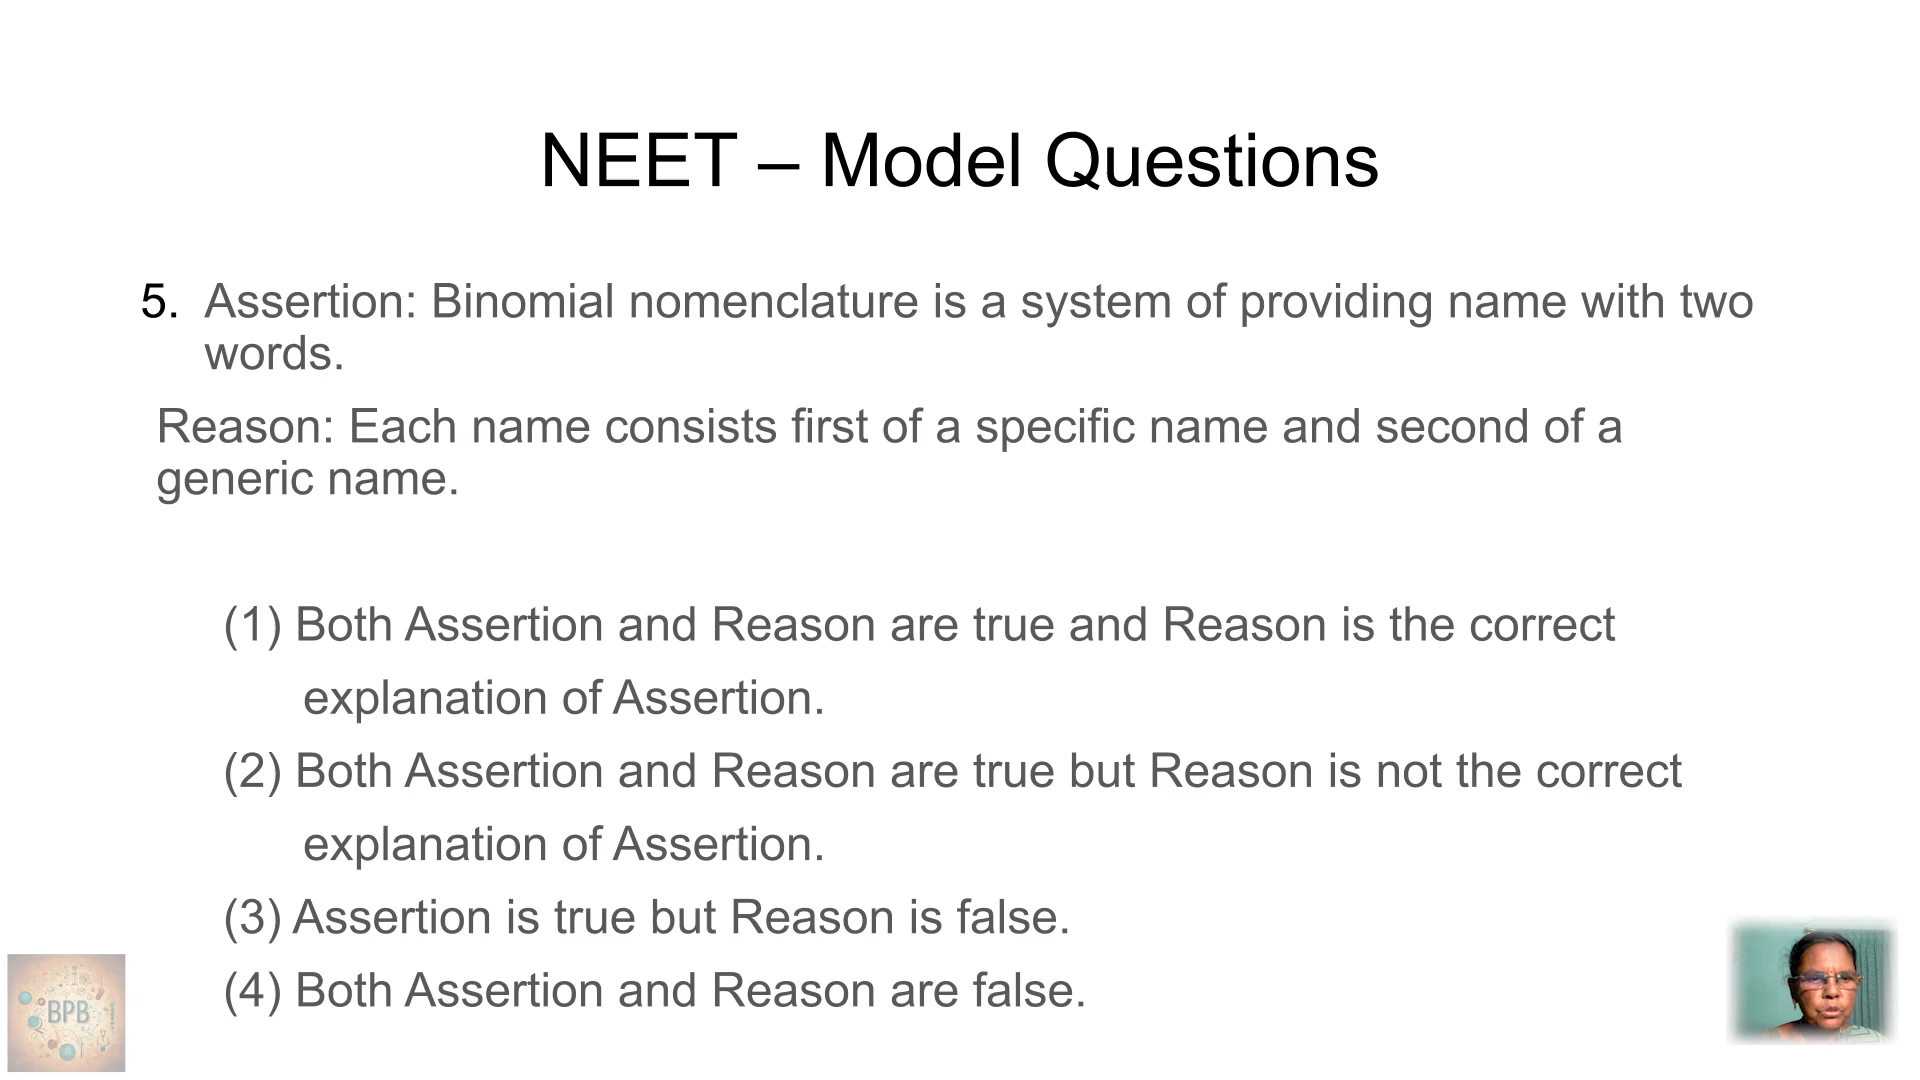 NEET – Model Questions
5. Assertion: Binomial nomenclature is a system of providing name with two
words.
Reason: Each name consists first of a specific name and second of a
generic name.
(1) Both Assertion and Reason are true and Reason is the correct
explanation of Assertion.
(2) Both Assertion and Reason are true but Reason is not the correct
explanation of Assertion.
(3) Assertion is true but Reason is false.
(4) Both Assertion and Reason are false.
BPB